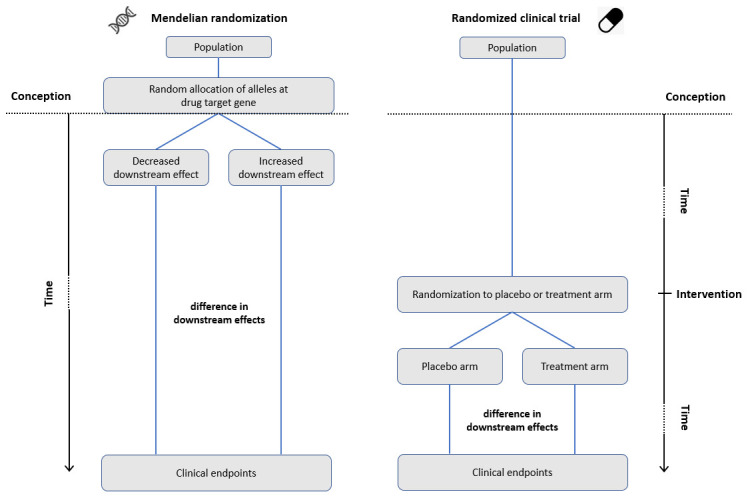 Mendelian randomization
Population
Random allocation of alleles at
drug target gene
Conception
Decreased
downstream effect
Increased
downstream effect
Time
difference in
downstream effects
Clinical endpoints
Randomized clinical trial
Population
Conception
Time
Randomization to placebo or treatment arm
Intervention
Placebo arm
Treatment arm
difference in
downstream effects
Time
Clinical endpoints